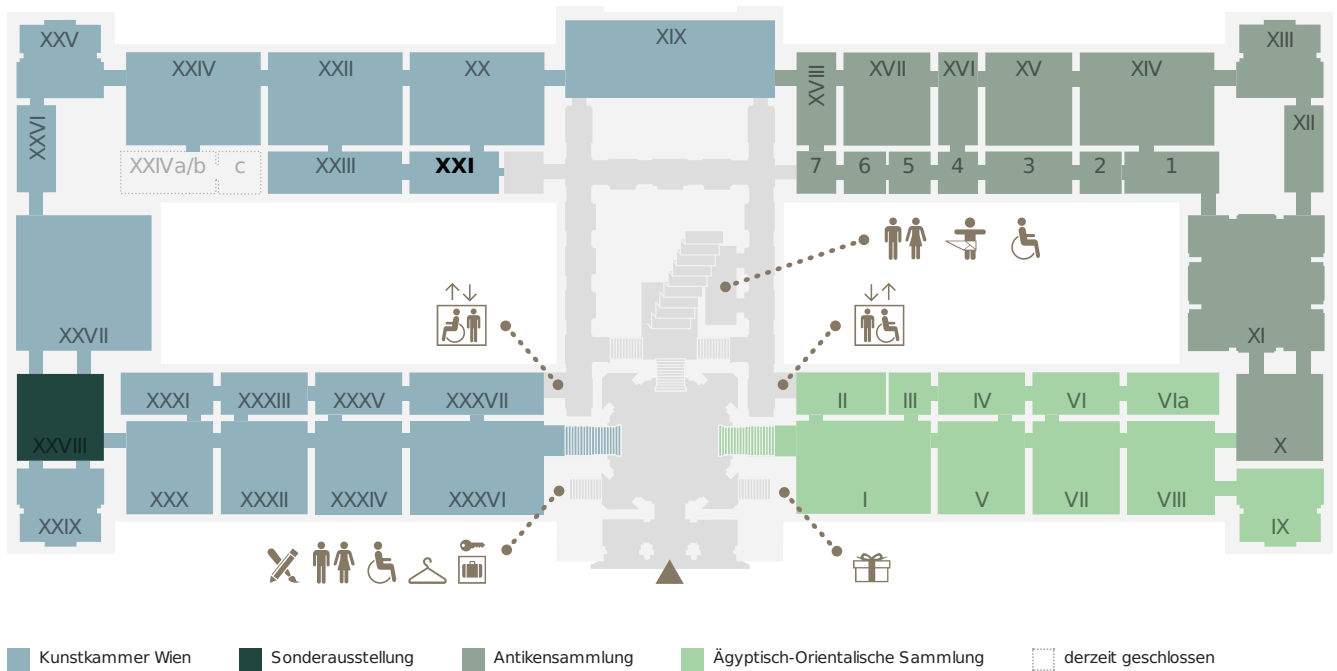 XXV
XXIV
XXII
XX
XIX
XVIII
XVII
XVI
XV
XIV
XIII
XXVI
XII
XXIVa/b
c
XXIII
XXI
7
6
5
4
3
2
1
XXVII
XI
XXVIII
XXXI
XXXIII
XXXV
XXXVII
II
III
IV
VI
VIa
X
XXX
XXXII
XXXIV
XXXVI
I
V
VII
VIII
XXIX
IX
Kunstkammer Wien
Sonderausstellung
Antikensammlung
Ägyptisch-Orientalische Sammlung
derzeit geschlossen